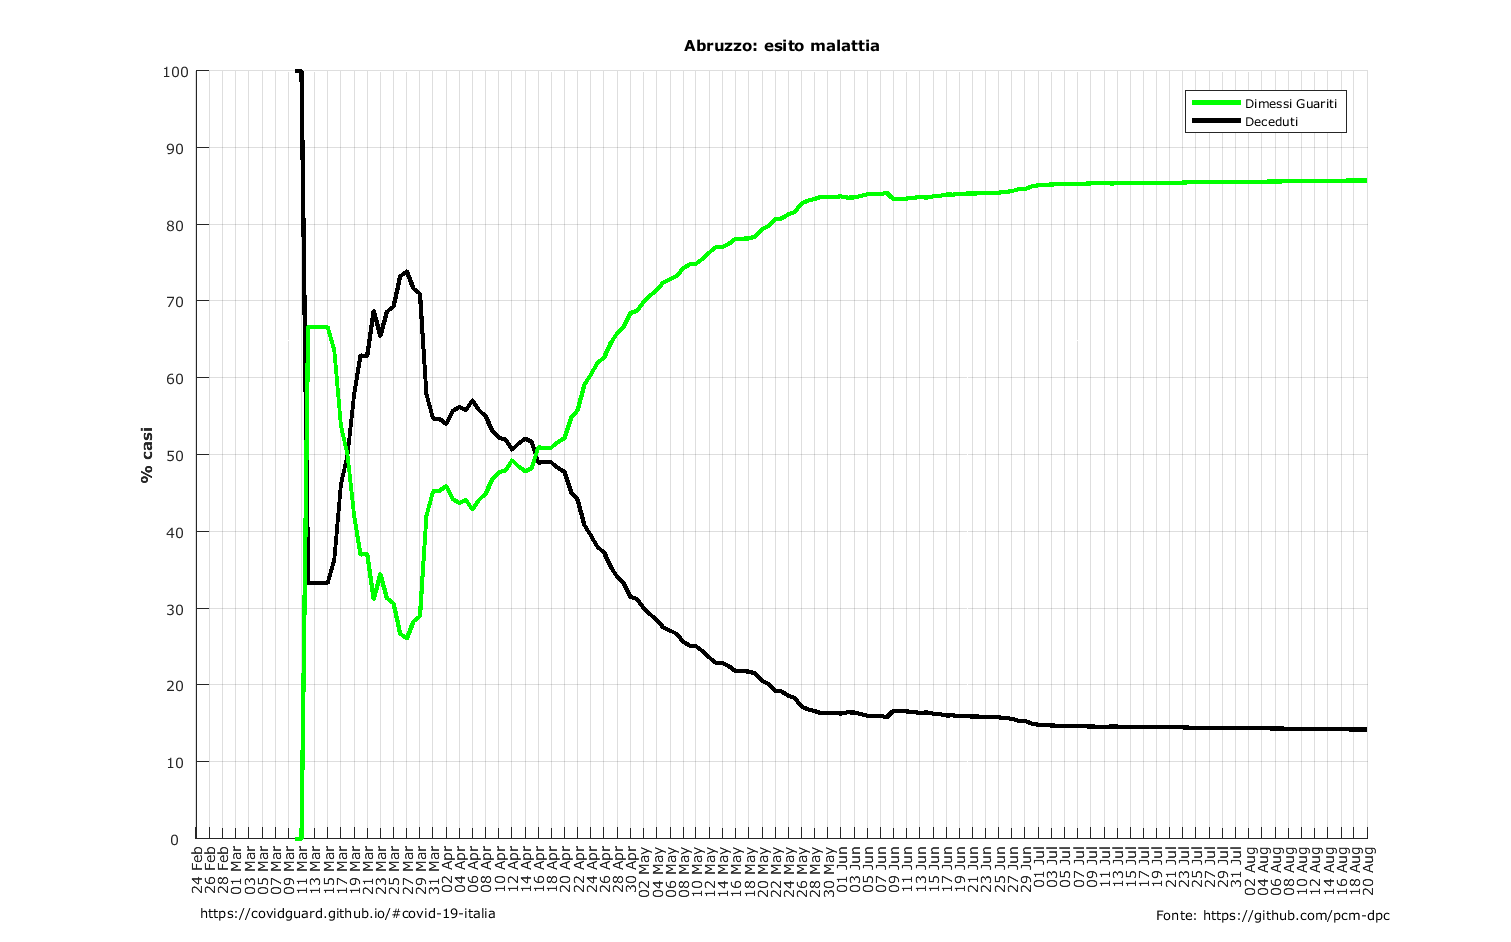 Abruzzo: esito malattia
Dimessi Guariti
Deceduti
% casi
100
90
80
70
60
50
40
30
20
10
0
24 Feb
26 Feb
28 Feb
01 Mar
03 Mar
05 Mar
07 Mar
09 Mar
11 Mar
13 Mar
15 Mar
17 Mar
19 Mar
21 Mar
23 Mar
25 Mar
27 Mar
29 Mar
31 Mar
02 Apr
04 Apr
06 Apr
08 Apr
10 Apr
12 Apr
14 Apr
16 Apr
18 Apr
20 Apr
22 Apr
24 Apr
26 Apr
28 Apr
30 Apr
02 May
04 May
06 May
08 May
10 May
12 May
14 May
16 May
18 May
20 May
22 May
24 May
26 May
28 May
30 May
01 Jun
03 Jun
05 Jun
07 Jun
09 Jun
11 Jun
13 Jun
15 Jun
17 Jun
19 Jun
21 Jun
23 Jun
25 Jun
27 Jun
29 Jun
01 Jul
03 Jul
05 Jul
07 Jul
09 Jul
11 Jul
13 Jul
15 Jul
17 Jul
19 Jul
21 Jul
23 Jul
25 Jul
27 Jul
29 Jul
31 Jul
02 Aug
04 Aug
06 Aug
08 Aug
10 Aug
12 Aug
14 Aug
16 Aug
18 Aug
20 Aug
https://covidguard.github.io/#covid-19-italia
Fonte: https://github.com/pcm-dpc